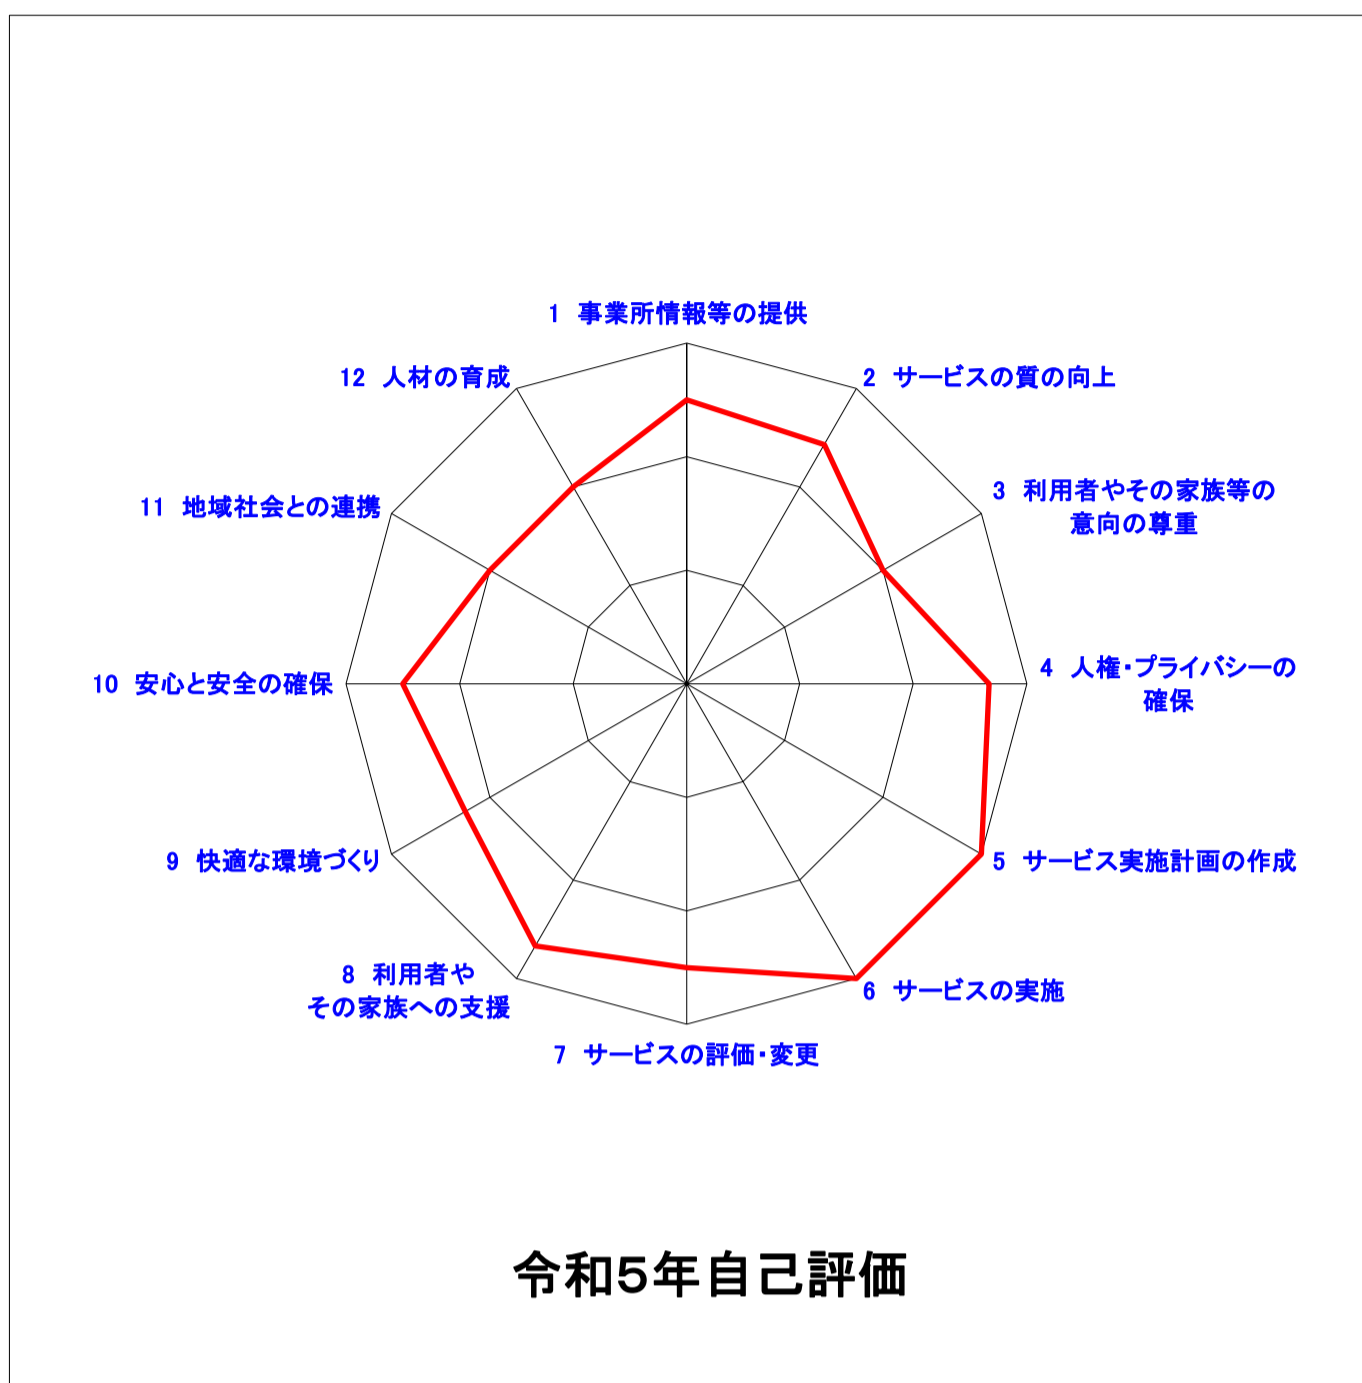 1 事業所情報等の提供
2 サービスの質の向上
3 利用者やその家族等の
意向の尊重
4 人権・プライバシーの
確保
5 サービス実施計画の作成
6 サービスの実施
7 サービスの評価・変更
8 利用者や
その家族への支援
9 快適な環境づくり
10 安心と安全の確保
11 地域社会との連携
12 人材の育成
令和5年自己評価